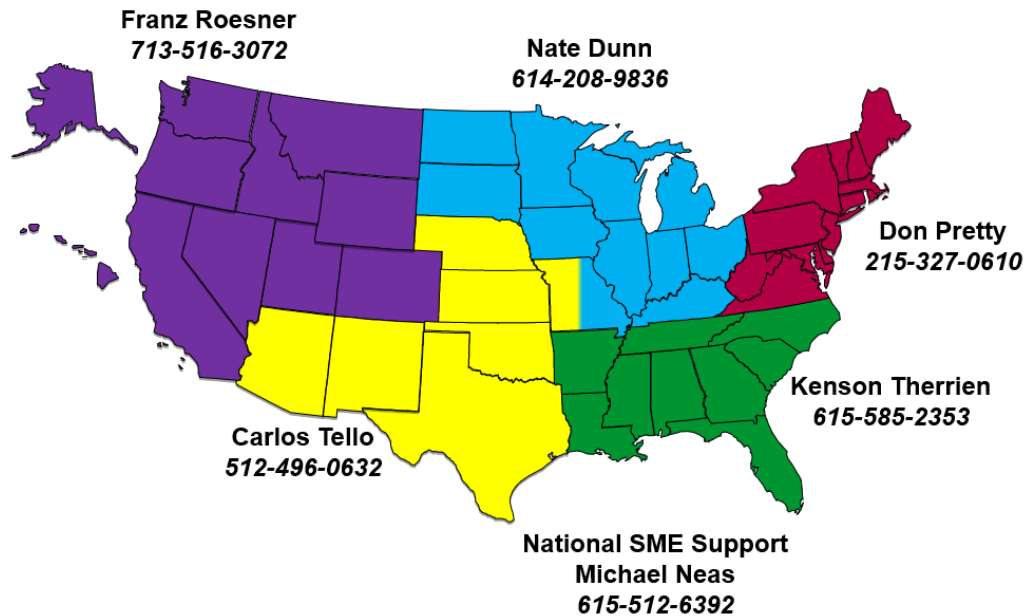 Franz Roesner
713-516-3072
Nate Dunn
614-208-9836
Don Pretty
215-327-0610
Kenson Therrien
615-585-2353
Carlos Tello
512-496-0632
National SME Support
Michael Neas
615-512-6392